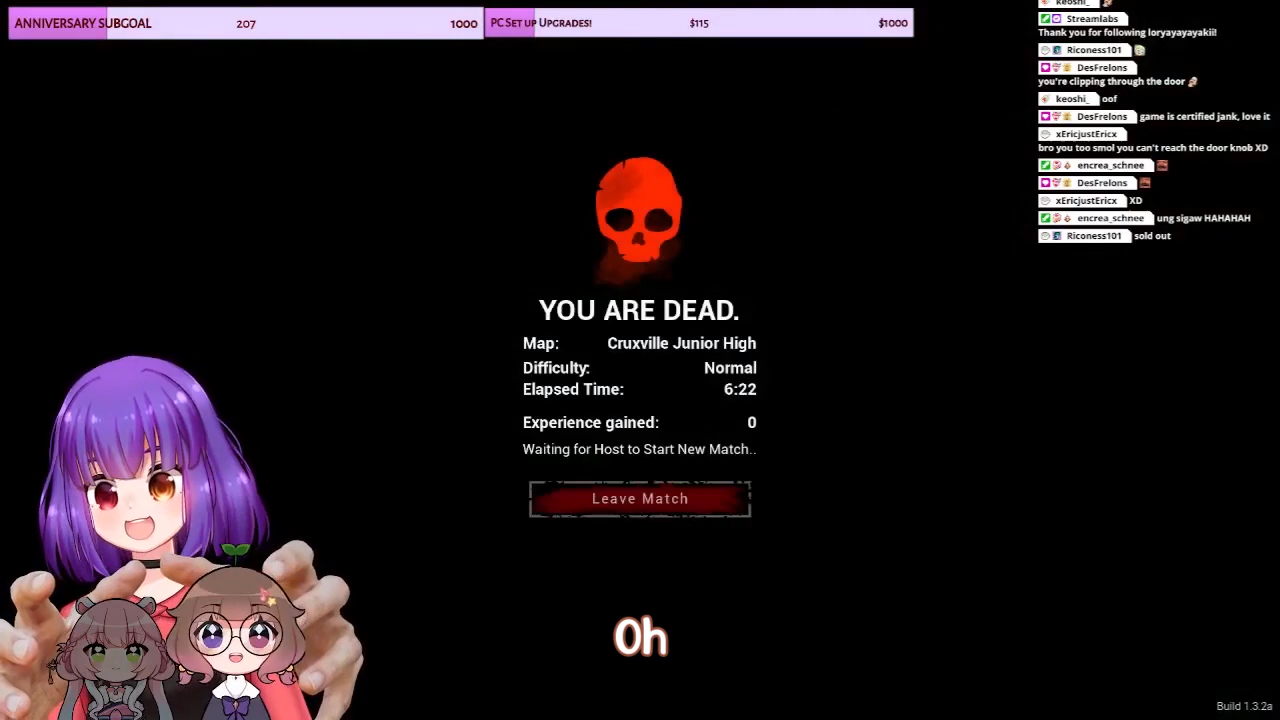 ANNIVERSARY SUBGOAL 207 1000
PC SET UP UPGRADES! $115 $1000
keoshi_
Streamlabs
Thank you for following loryayayayakii!
Riconess101
DesFrelons
you're clipping through the door
keoshi_ oof
DesFrelons game is certified jank, love it
xEricjustEricx
bro you too smol you can't reach the door knob XD
encrea_schnee
DesFrelons
xEricjustEricx XD
encrea_schnee ung sigaw HAHAHAH
Riconess101 sold out
YOU ARE DEAD.
Map: Cruxville Junior High
Difficulty: Normal
Elapsed Time: 6:22
Experience gained: 0
Waiting for Host to Start New Match..
Leave Match
Oh
Build 1.3.2a